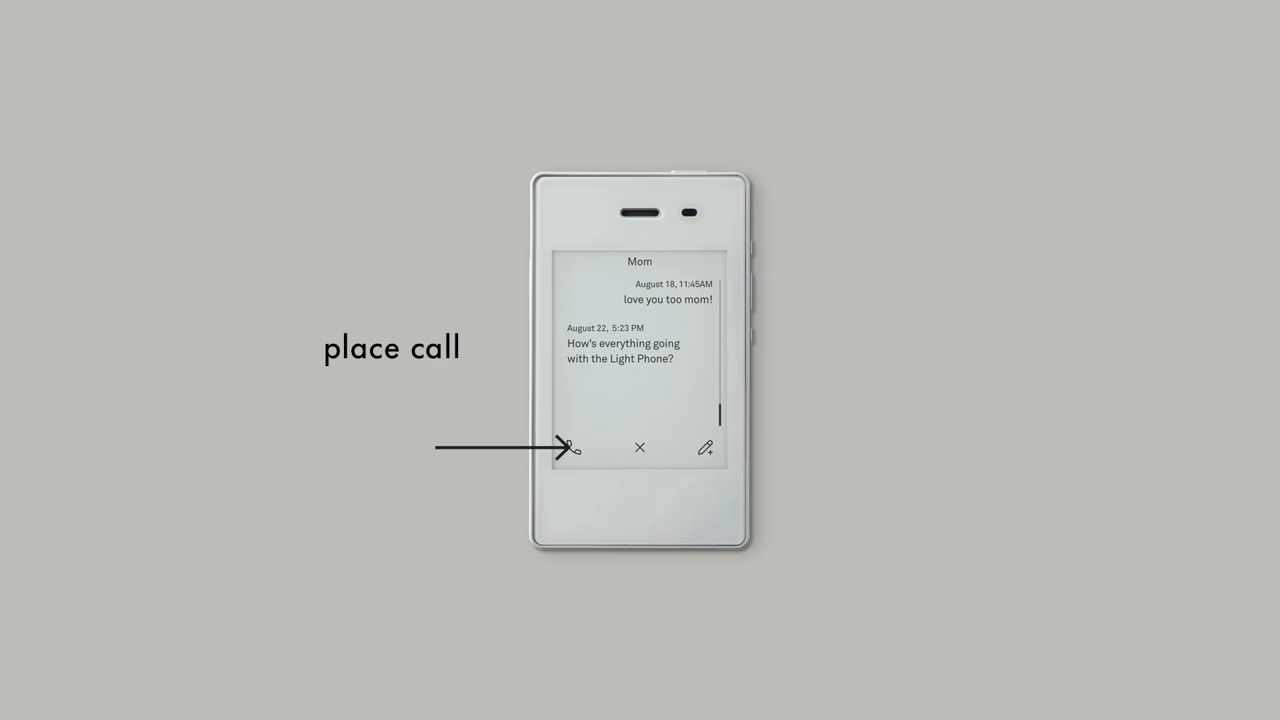 Mom
August 18, 11:45AM
love you too mom!
August 22, 5:23 PM
How's everything going
with the Light Phone?
place call